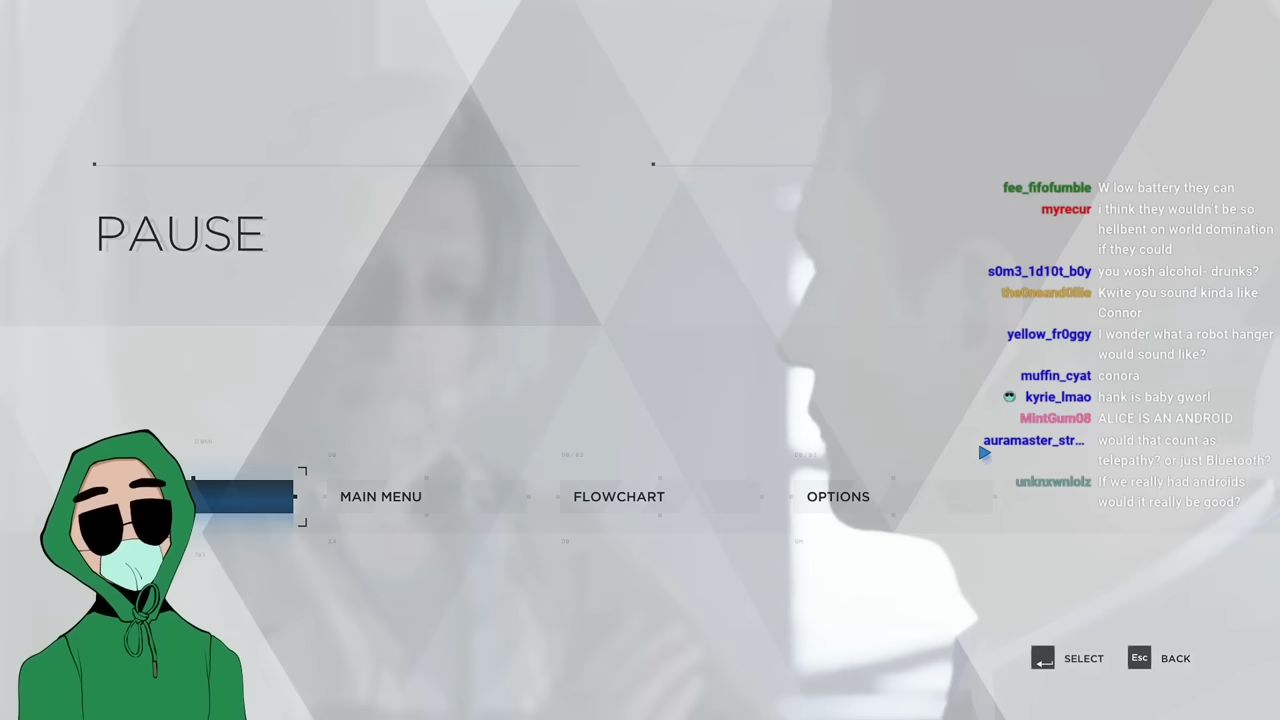 PAUSE
MAIN MENU
FLOWCHART
OPTIONS
fee_fifofumble W low battery they can
myrecur i think they wouldn't be so
hellbent on world domination
if they could
s0m3_1d10t_b0y you wosh alcohol- drunks?
the0neand0llie Kwite you sound kinda like
Connor
yellow_fr0ggy I wonder what a robot hanger
would sound like?
muffin_cyat conora
kyrie_lmao hank is baby gworl
MintGum08 ALICE IS AN ANDROID
auramaster_str... would that count as
telepathy? or just Bluetooth?
unknxwnlolz If we really had androids
would it really be good?
SELECT
Esc BACK